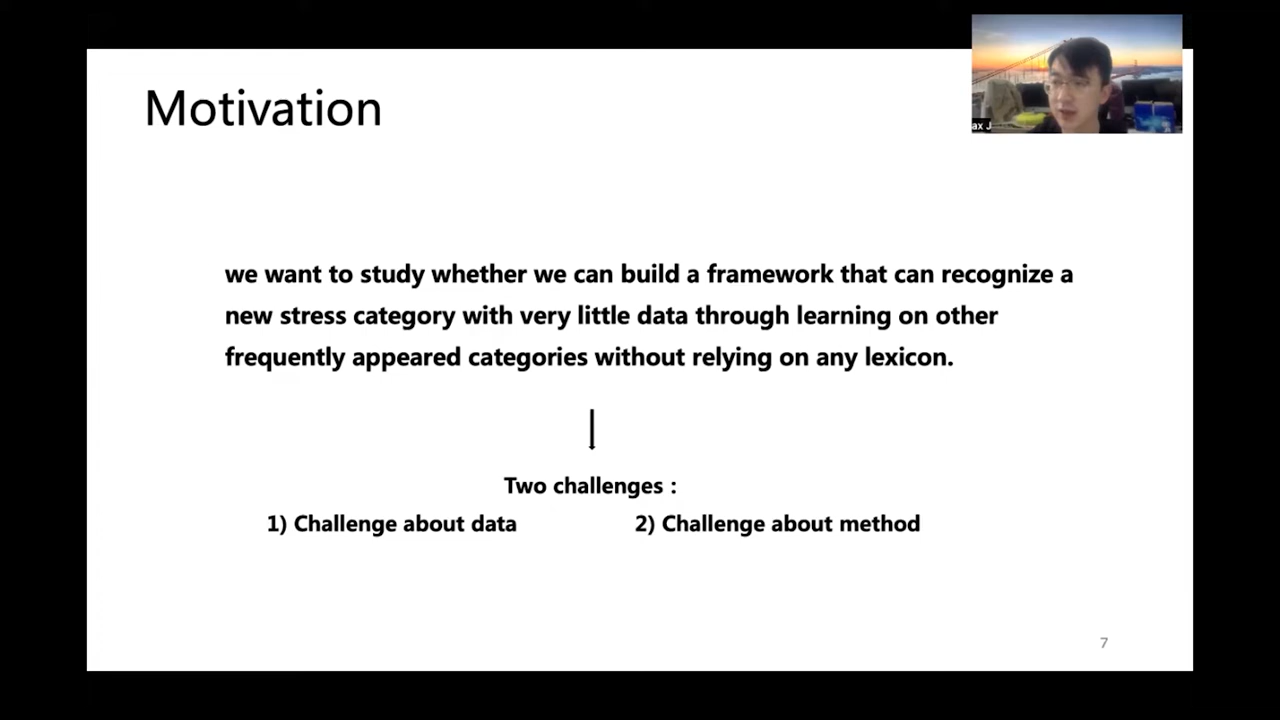 Motivation
ax J
we want to study whether we can build a framework that can recognize a
new stress category with very little data through learning on other
frequently appeared categories without relying on any lexicon.
Two challenges :
1) Challenge about data 2) Challenge about method
7